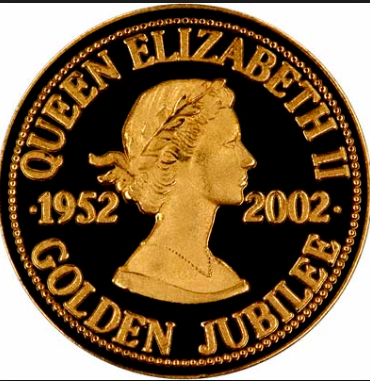 QUEEN ELIZABETH II
·1952 2002·
GOLDEN JUBILEE